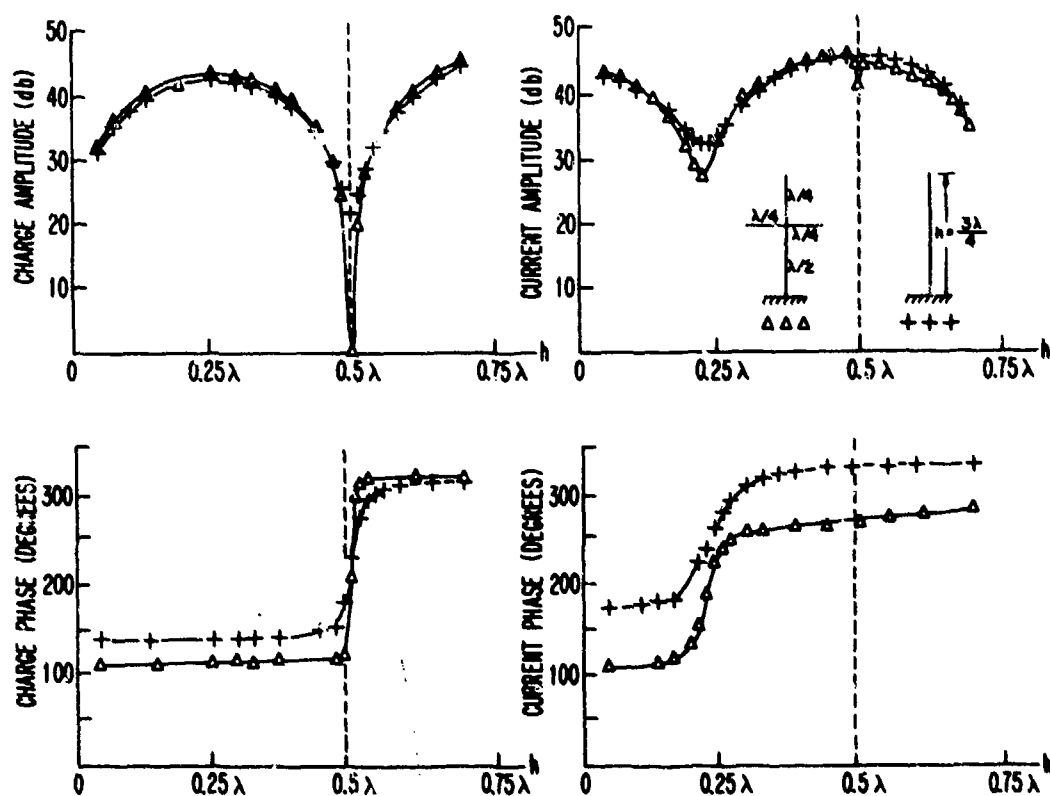 50
40
30
20
10
CHARGE AMPLITUDE (db)
0 0.25λ 0.5λ 0.75λ h
50
40
30
20
10
CURRENT AMPLITUDE (db)
λ/4
λ/4
λ/4
λ/2
h = 3λ/4
0 0.25λ 0.5λ 0.75λ h
300
200
100
CHARGE PHASE (DEGREES)
0 0.25λ 0.5λ 0.75λ h
300
200
100
CURRENT PHASE (DEGREES)
0 0.25λ 0.5λ 0.75λ h